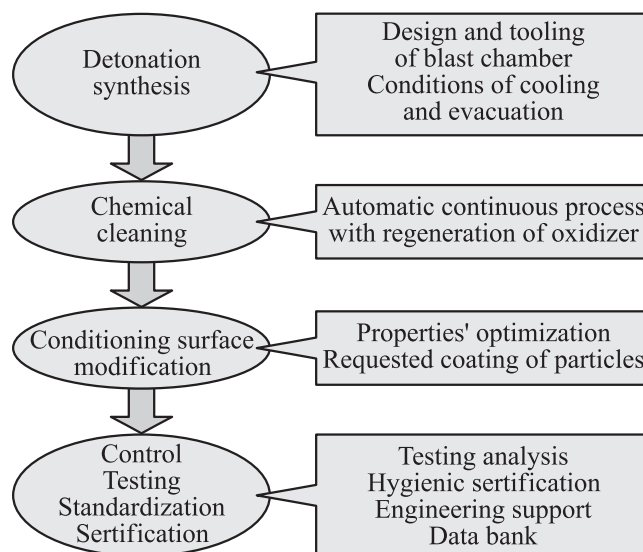 Detonation
synthesis
Design and tooling
of blast chamber
Conditions of cooling
and evacuation
Chemical
cleaning
Automatic continuous process
with regeneration of oxidizer
Conditioning surface
modification
Properties' optimization
Requested coating of particles
Control
Testing
Standardization
Sertification
Testing analysis
Hygienic sertification
Engineering support
Data bank